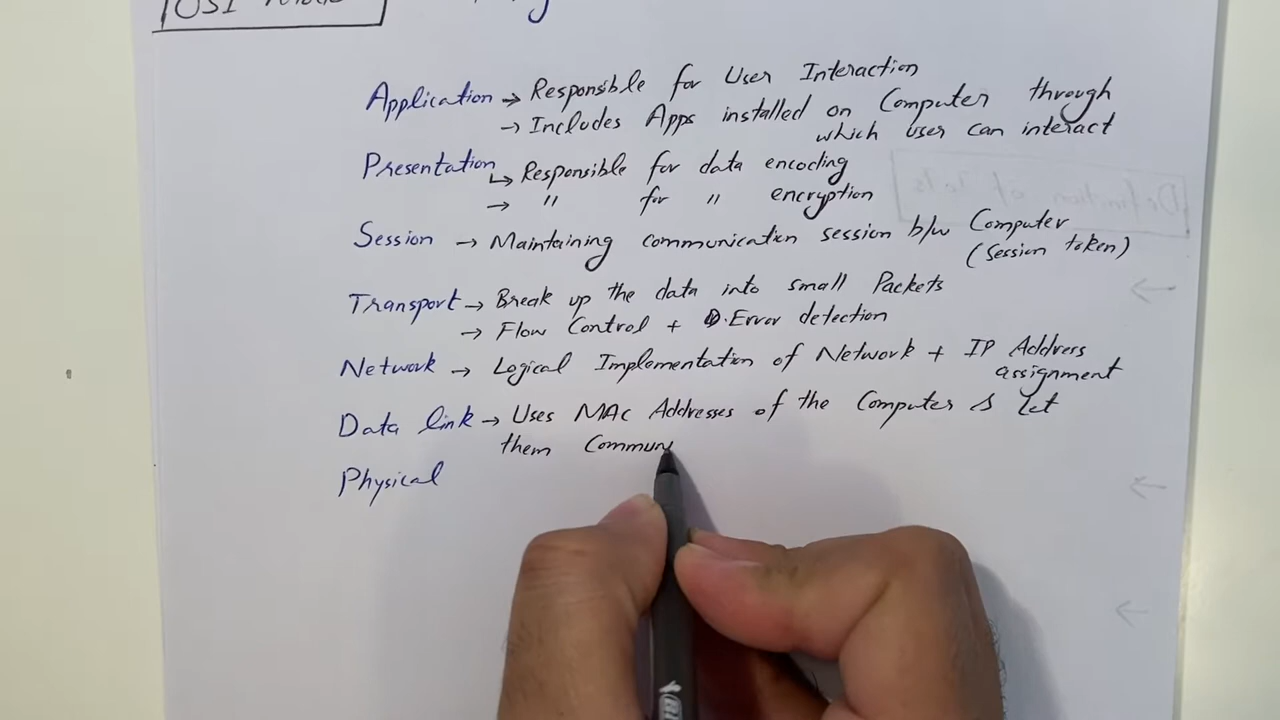 OSI
Application → Responsible for User Interaction
→ Includes Apps installed on Computer through
which user can interact
Presentation
↳ Responsible for data encoding
→ " for " encryption
Session → Maintaining communication session b/w Computer
(Session token)
Transport → Break up the data into small Packets
→ Flow Control + D.Error detection
Network → Logical Implementation of Network + IP Address
assignment
Data link → Uses MAC Addresses of the Computer & let
them Commun
Physical